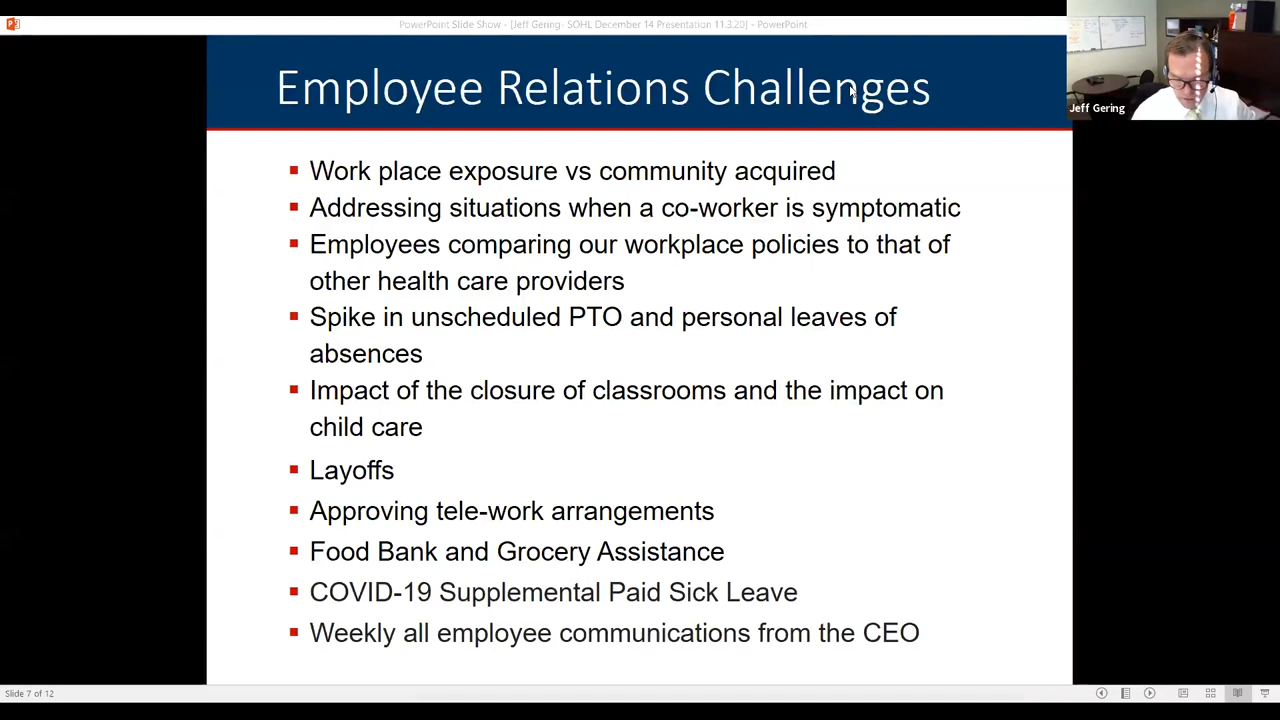 PowerPoint Slide Show - [Jeff Gering- SOHL December 14 Presentation 11.3.20] - PowerPoint
Employee Relations Challenges
Jeff Gering
Work place exposure vs community acquired
Addressing situations when a co-worker is symptomatic
Employees comparing our workplace policies to that of
other health care providers
Spike in unscheduled PTO and personal leaves of
absences
Impact of the closure of classrooms and the impact on
child care
Layoffs
Approving tele-work arrangements
Food Bank and Grocery Assistance
COVID-19 Supplemental Paid Sick Leave
Weekly all employee communications from the CEO
Slide 7 of 12